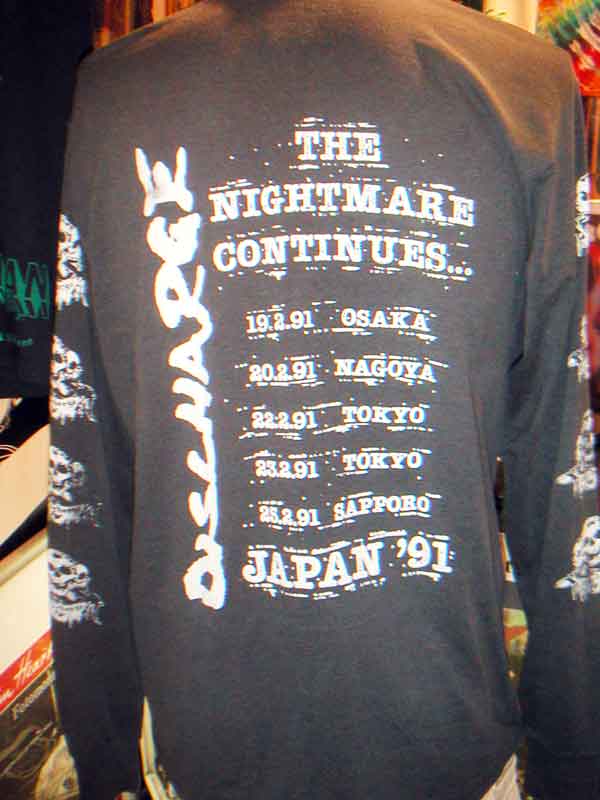 DISCHARGE
THE
NIGHTMARE
CONTINUES...
19.2.91 OSAKA
20.2.91 NAGOYA
22.2.91 TOKYO
23.2.91 TOKYO
25.2.91 SAPPORO
JAPAN '91